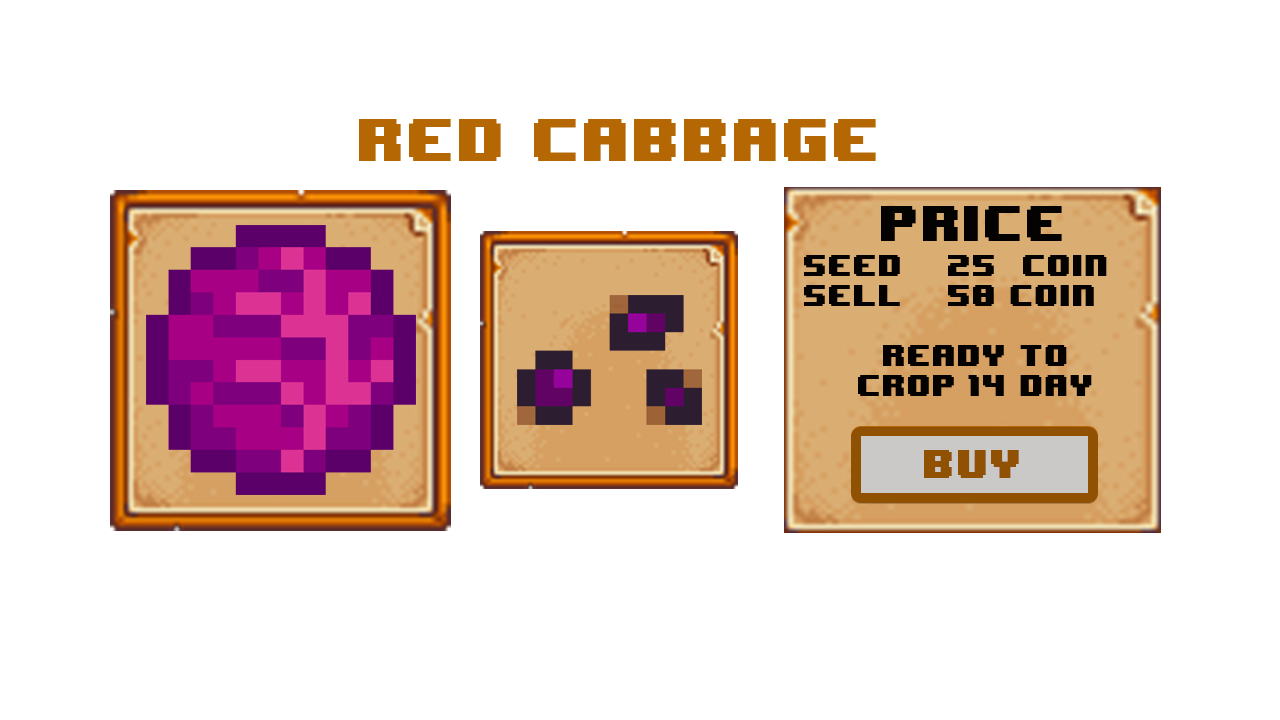 RED CABBAGE
PRICE
SEED 25 COIN
SELL 58 COIN
READY TO
CROP 14 DAY
BUY